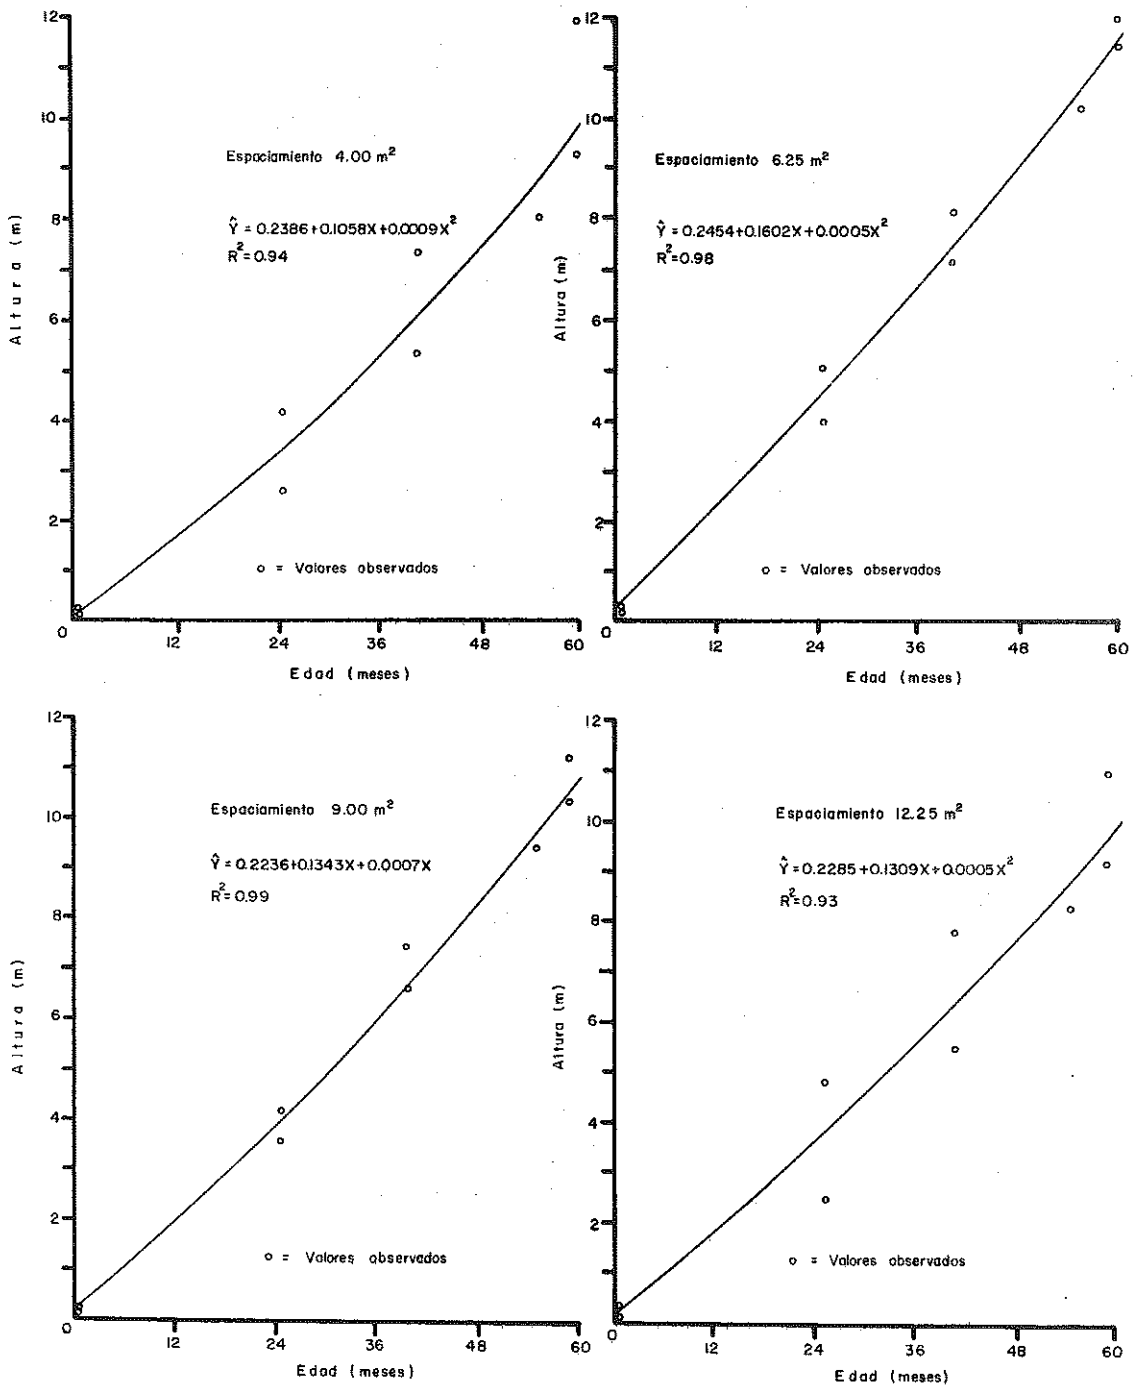 12
10
8
6
4
2
0
Altura (m)
Espaciamiento 4.00 m²
Ŷ = 0.2386+0.1058X+0.0009X²
R²=0.94
o = Valores observados
12 24 36 48 60
Edad (meses)
12
10
8
6
4
2
0
Altura (m)
Espaciamiento 6.25 m²
Ŷ = 0.2454+0.1602X+0.0005X²
R²=0.98
o = Valores observados
12 24 36 48 60
Edad (meses)
12
10
8
6
4
2
0
Altura (m)
Espaciamiento 9.00 m²
Ŷ = 0.2236+0.1343X+0.0007X
R²=0.99
o = Valores observados
12 24 36 48 60
Edad (meses)
12
10
8
6
4
2
0
Altura (m)
Espaciamiento 12.25 m²
Ŷ = 0.2285+0.1309X+0.0005X²
R²=0.93
o = Valores observados
12 24 36 48 60
Edad (meses)